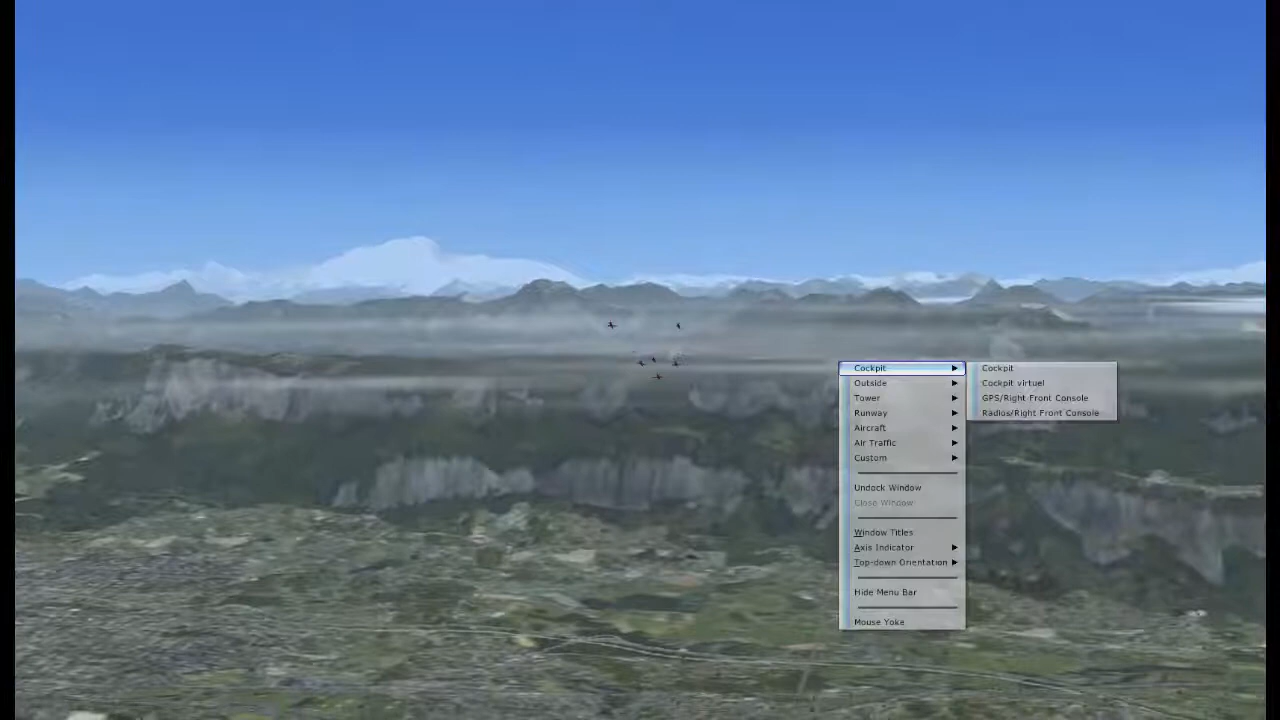 Cockpit
Outside
Tower
Runway
Aircraft
Air Traffic
Custom
Undock Window
Close Window
Window Titles
Axis Indicator
Top-down Orientation
Hide Menu Bar
Mouse Yoke
Cockpit
Cockpit virtuel
GPS/Right Front Console
Radios/Right Front Console